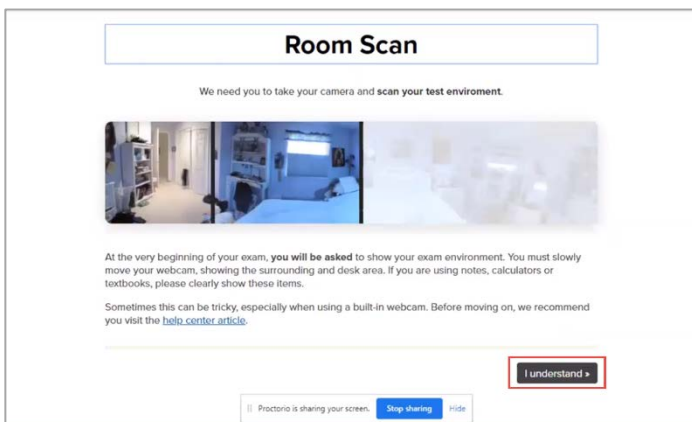 Room Scan
We need you to take your camera and scan your test enviroment.
At the very beginning of your exam, you will be asked to show your exam environment. You must slowly
move your webcam, showing the surrounding and desk area. If you are using notes, calculators or
textbooks, please clearly show these items.
Sometimes this can be tricky, especially when using a built-in webcam. Before moving on, we recommend
you visit the help center article.
I understand »
Proctorio is sharing your screen. Stop sharing Hide